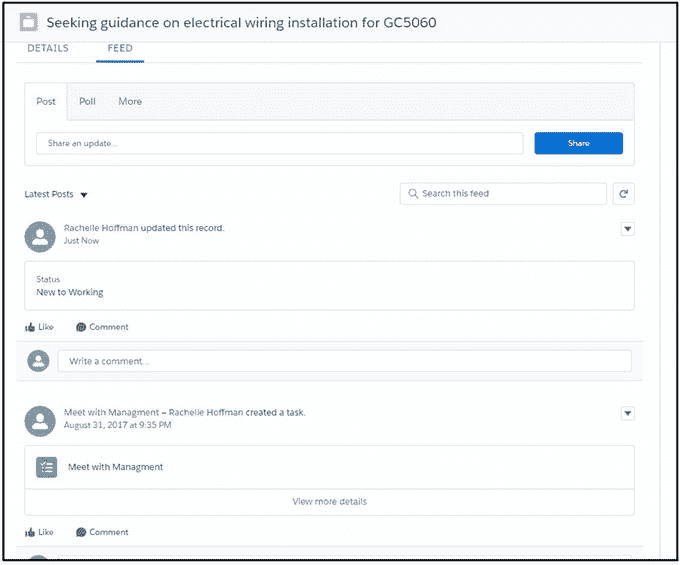 Seeking guidance on electrical wiring installation for GC5060
DETAILS FEED
Post Poll More
Share an update... Share
Latest Posts Search this feed
Rachelle Hoffman updated this record.
Just Now
Status
New to Working
Like Comment
Write a comment...
Meet with Managment – Rachelle Hoffman created a task.
August 31, 2017 at 9:35 PM
Meet with Managment
View more details
Like Comment